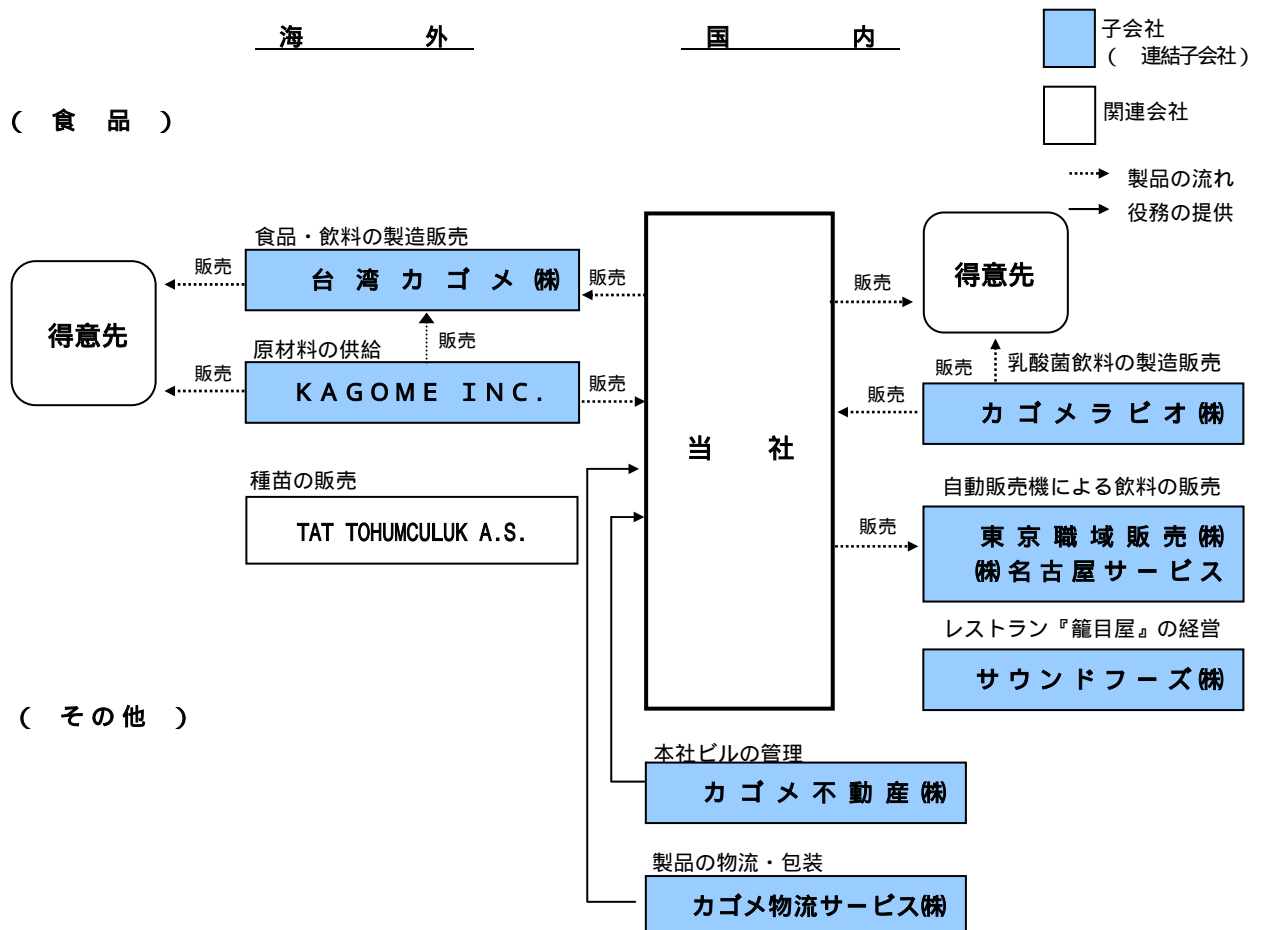 海 外
国 内
子会社
( 連結子会社)
関連会社
製品の流れ
役務の提供
( 食 品 )
食品・飲料の製造販売
台 湾 カ ゴ メ ㈱
販売
販売
得意先
原材料の供給
販売
KAGOME INC.
販売
販売
種苗の販売
TAT TOHUMCULUK A.S.
当 社
販売
得意先
販売
乳酸菌飲料の製造販売
販売
カ ゴ メ ラ ビ オ ㈱
自動販売機による飲料の販売
販売
東 京 職 域 販 売 ㈱
㈱ 名 古 屋 サ ー ビ ス
レストラン『籠目屋』の経営
サ ウ ン ド フ ー ズ ㈱
( その他 )
本社ビルの管理
カ ゴ メ 不 動 産 ㈱
製品の物流・包装
カゴメ物流サービス㈱